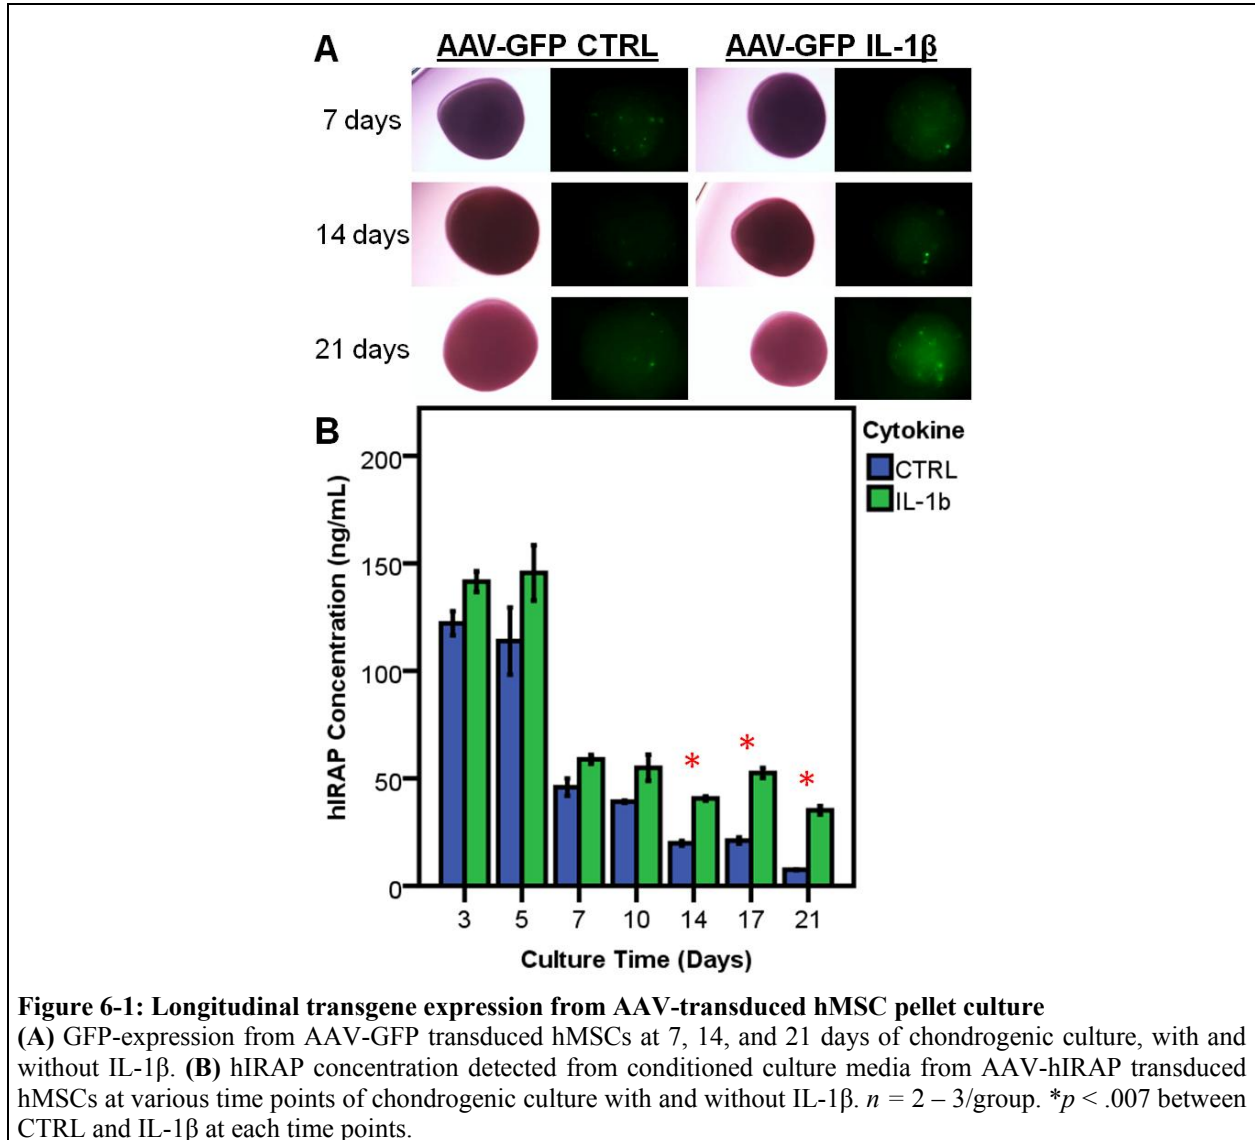 A
AAV-GFP CTRL
AAV-GFP IL-1β
7 days
14 days
21 days
B
Cytokine
CTRL
IL-1b
hIRAP Concentration (ng/mL)
200
150
100
50
0
3 5 7 10 14 17 21
* * *
Culture Time (Days)
Figure 6-1: Longitudinal transgene expression from AAV-transduced hMSC pellet culture
(A) GFP-expression from AAV-GFP transduced hMSCs at 7, 14, and 21 days of chondrogenic culture, with and
without IL-1β. (B) hIRAP concentration detected from conditioned culture media from AAV-hIRAP transduced
hMSCs at various time points of chondrogenic culture with and without IL-1β. n = 2 – 3/group. *p < .007 between
CTRL and IL-1β at each time points.